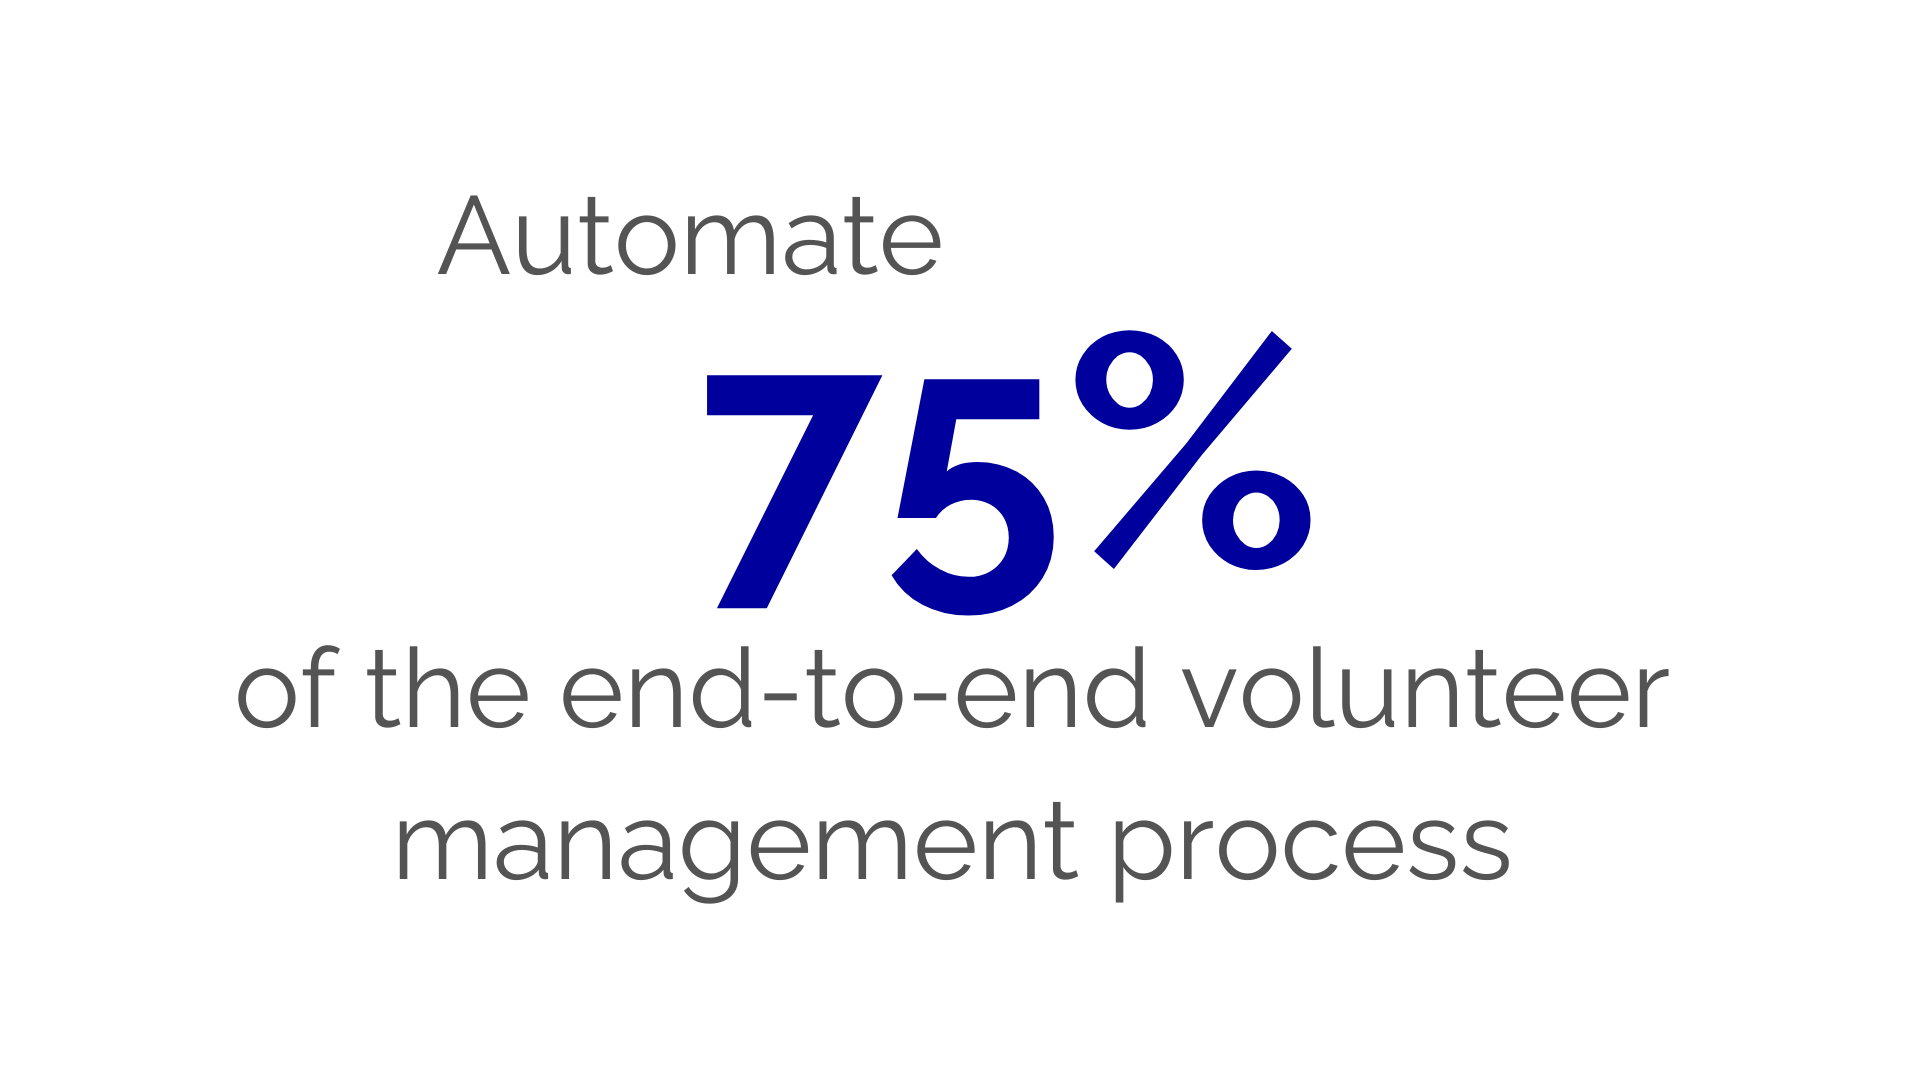 Automate
75%
of the end-to-end volunteer
management process